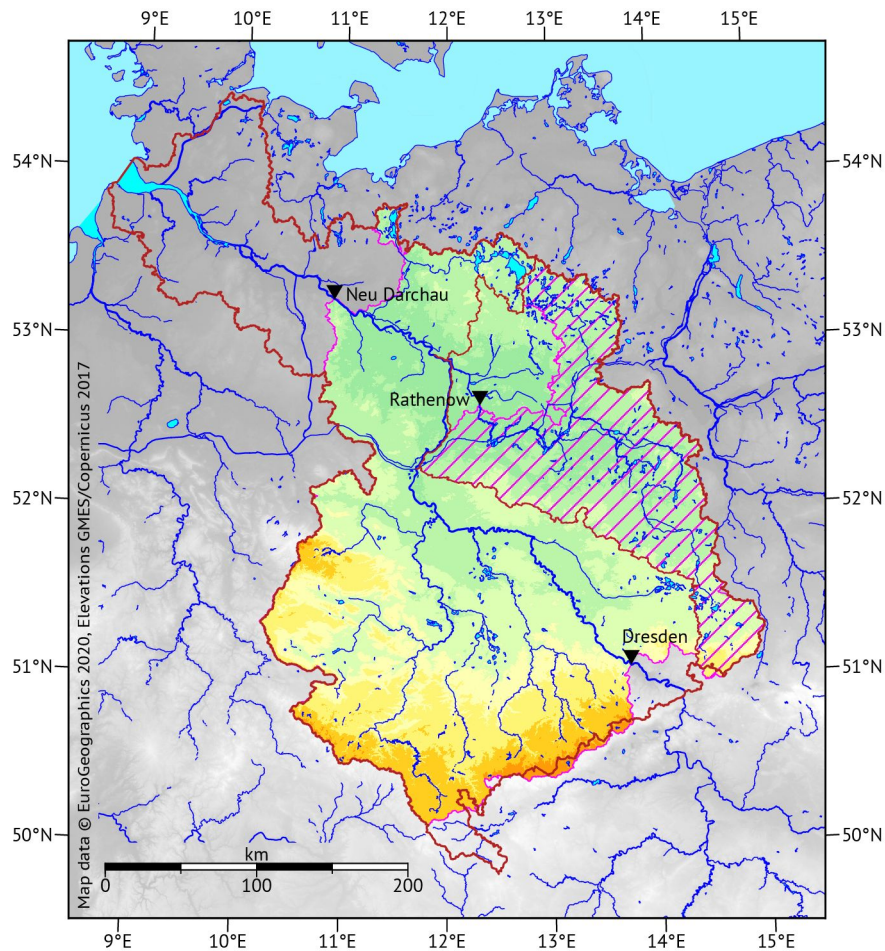 9°E 10°E 11°E 12°E 13°E 14°E 15°E
54°N 54°N
Neu Darchau
53°N 53°N
Rathenow
52°N 52°N
Dresden
51°N 51°N
50°N 50°N
km
0 100 200
Map data © EuroGeographics 2020, Elevations GMES/Copernicus 2017
9°E 10°E 11°E 12°E 13°E 14°E 15°E